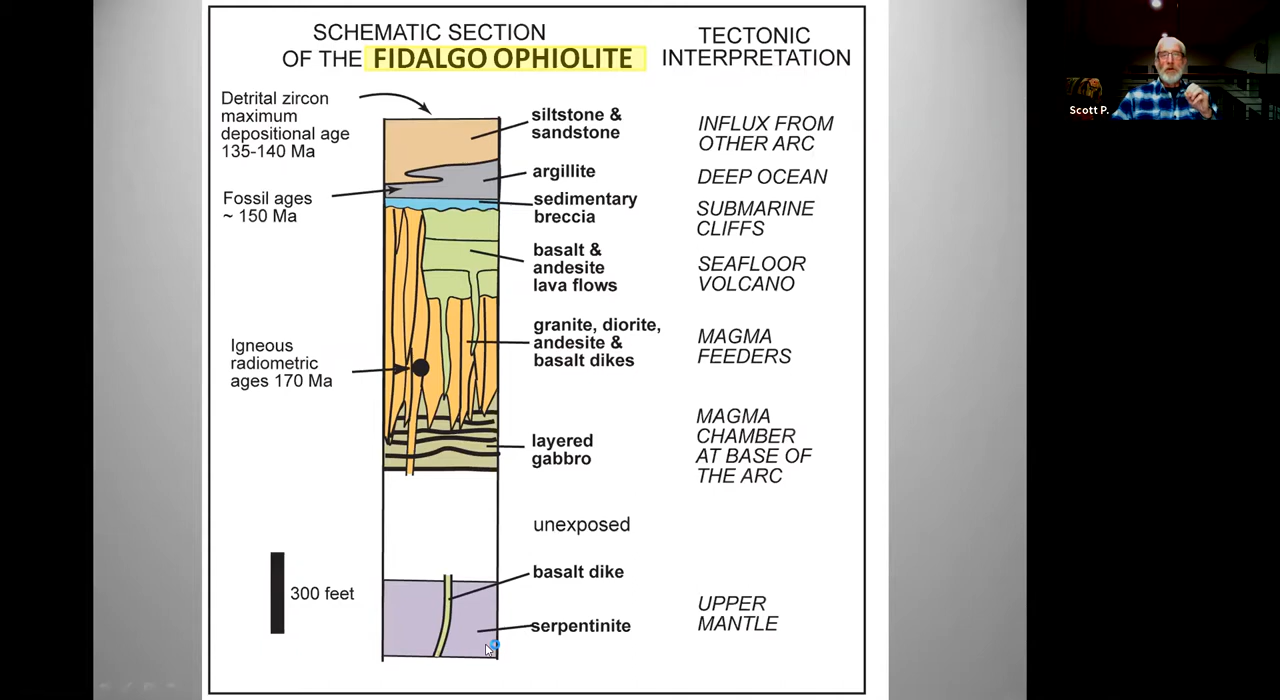 SCHEMATIC SECTION
OF THE FIDALGO OPHIOLITE
TECTONIC
INTERPRETATION
Detrital zircon
maximum
depositional age
135-140 Ma
siltstone &
sandstone
INFLUX FROM
OTHER ARC
argillite
DEEP OCEAN
Fossil ages
~ 150 Ma
sedimentary
breccia
SUBMARINE
CLIFFS
basalt &
andesite
lava flows
SEAFLOOR
VOLCANO
granite, diorite,
andesite &
basalt dikes
MAGMA
FEEDERS
Igneous
radiometric
ages 170 Ma
layered
gabbro
MAGMA
CHAMBER
AT BASE OF
THE ARC
unexposed
300 feet
basalt dike
serpentinite
UPPER
MANTLE
Scott P.